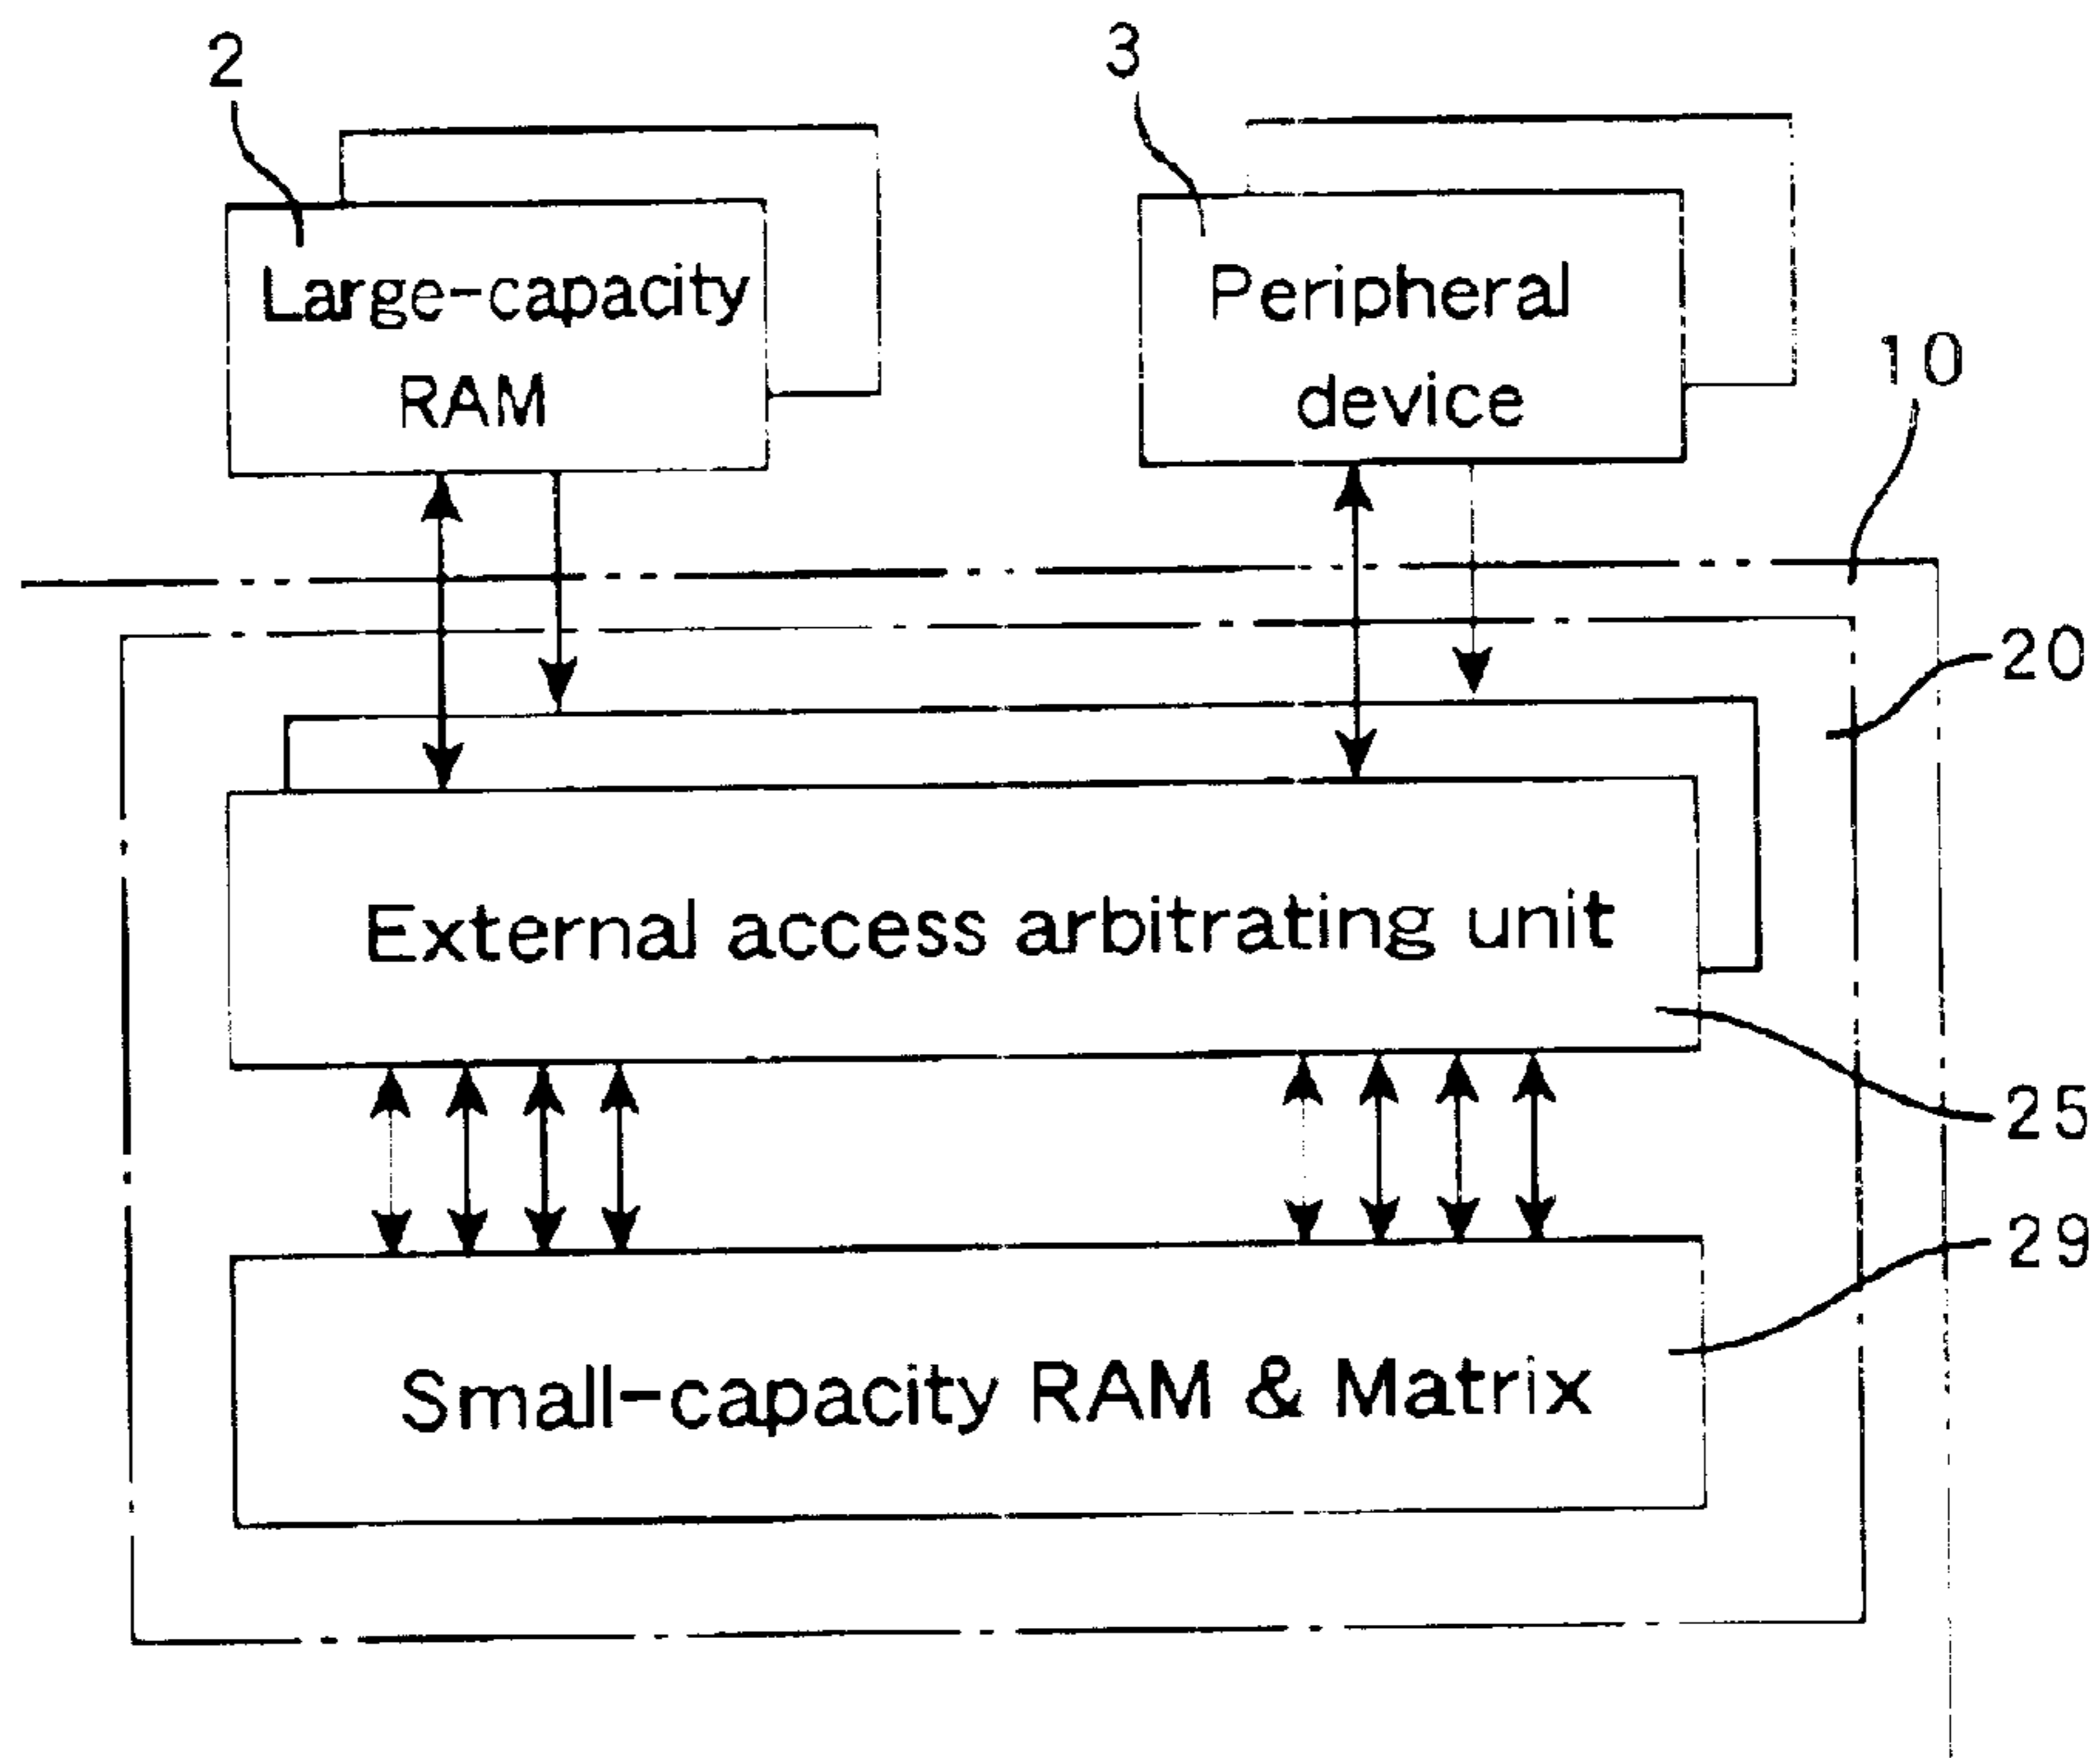 2
3
Large-capacity
RAM
Peripheral
device
10
20
External access arbitrating unit
25
29
Small-capacity RAM & Matrix